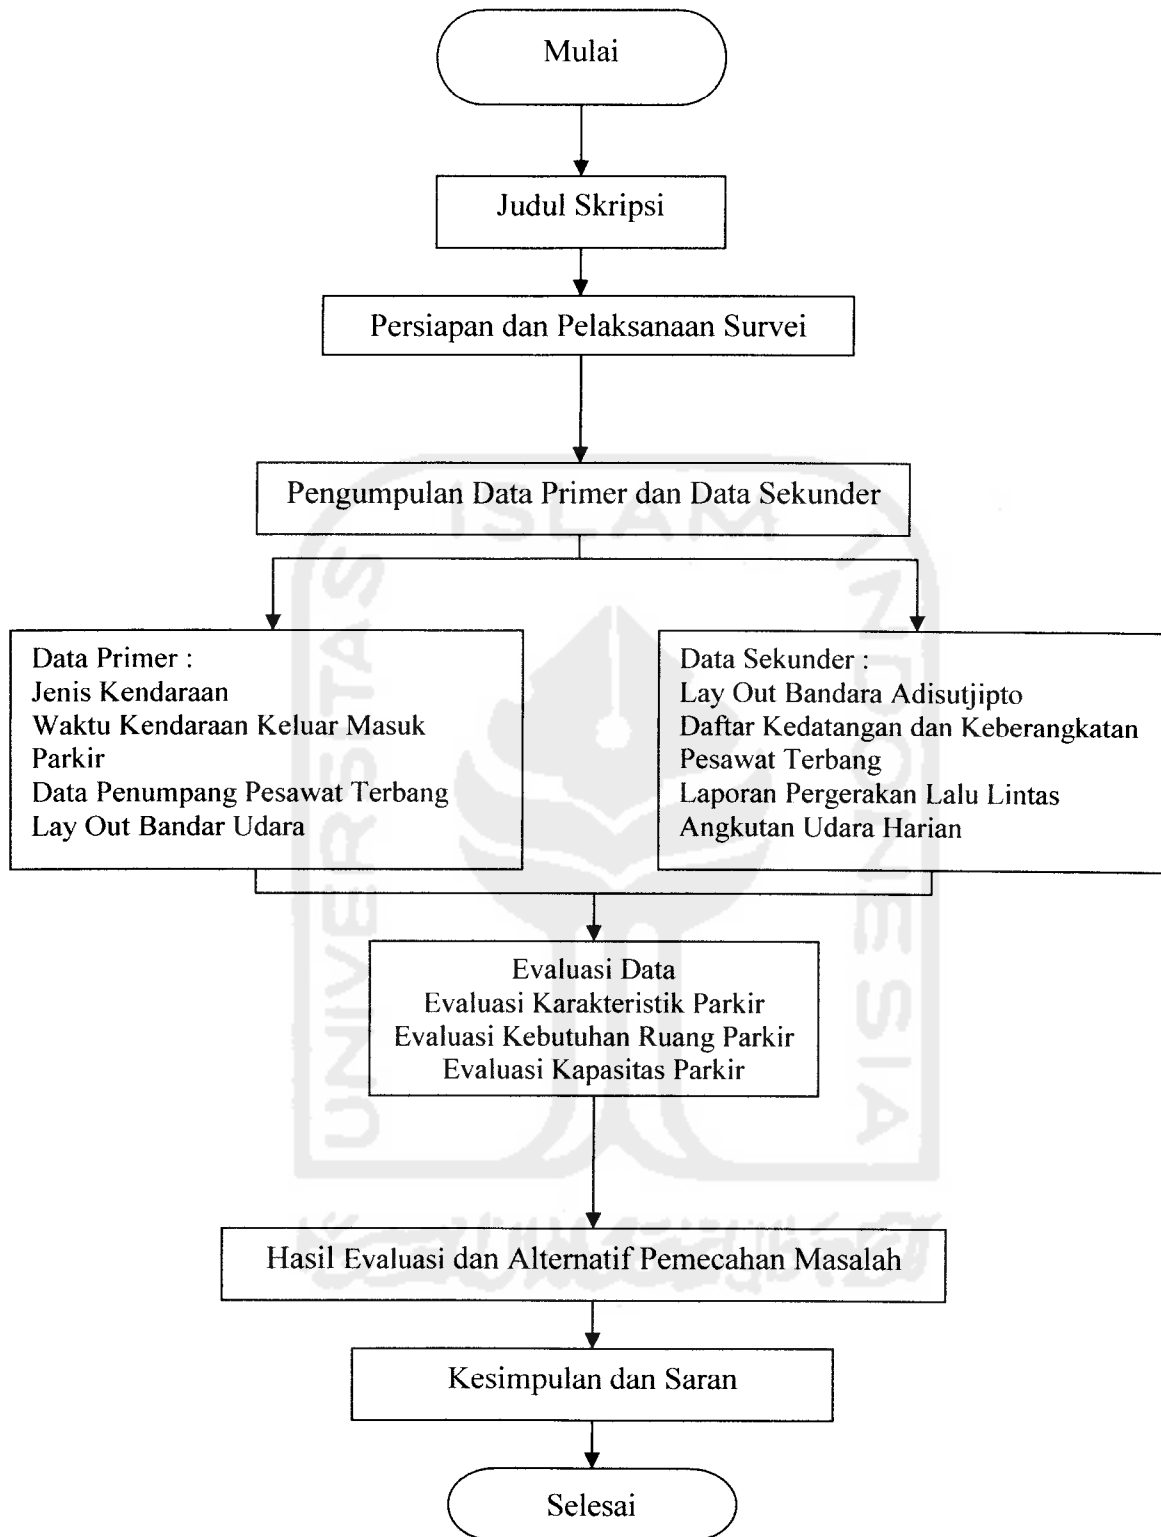 Mulai
Judul Skripsi
Persiapan dan Pelaksanaan Survei
Pengumpulan Data Primer dan Data Sekunder
Data Primer :
Jenis Kendaraan
Waktu Kendaraan Keluar Masuk
Parkir
Data Penumpang Pesawat Terbang
Lay Out Bandar Udara
Data Sekunder :
Lay Out Bandara Adisutjipto
Daftar Kedatangan dan Keberangkatan
Pesawat Terbang
Laporan Pergerakan Lalu Lintas
Angkutan Udara Harian
Evaluasi Data
Evaluasi Karakteristik Parkir
Evaluasi Kebutuhan Ruang Parkir
Evaluasi Kapasitas Parkir
Hasil Evaluasi dan Alternatif Pemecahan Masalah
Kesimpulan dan Saran
Selesai
UNIVERSITAS
ISLAM
INDONESIA